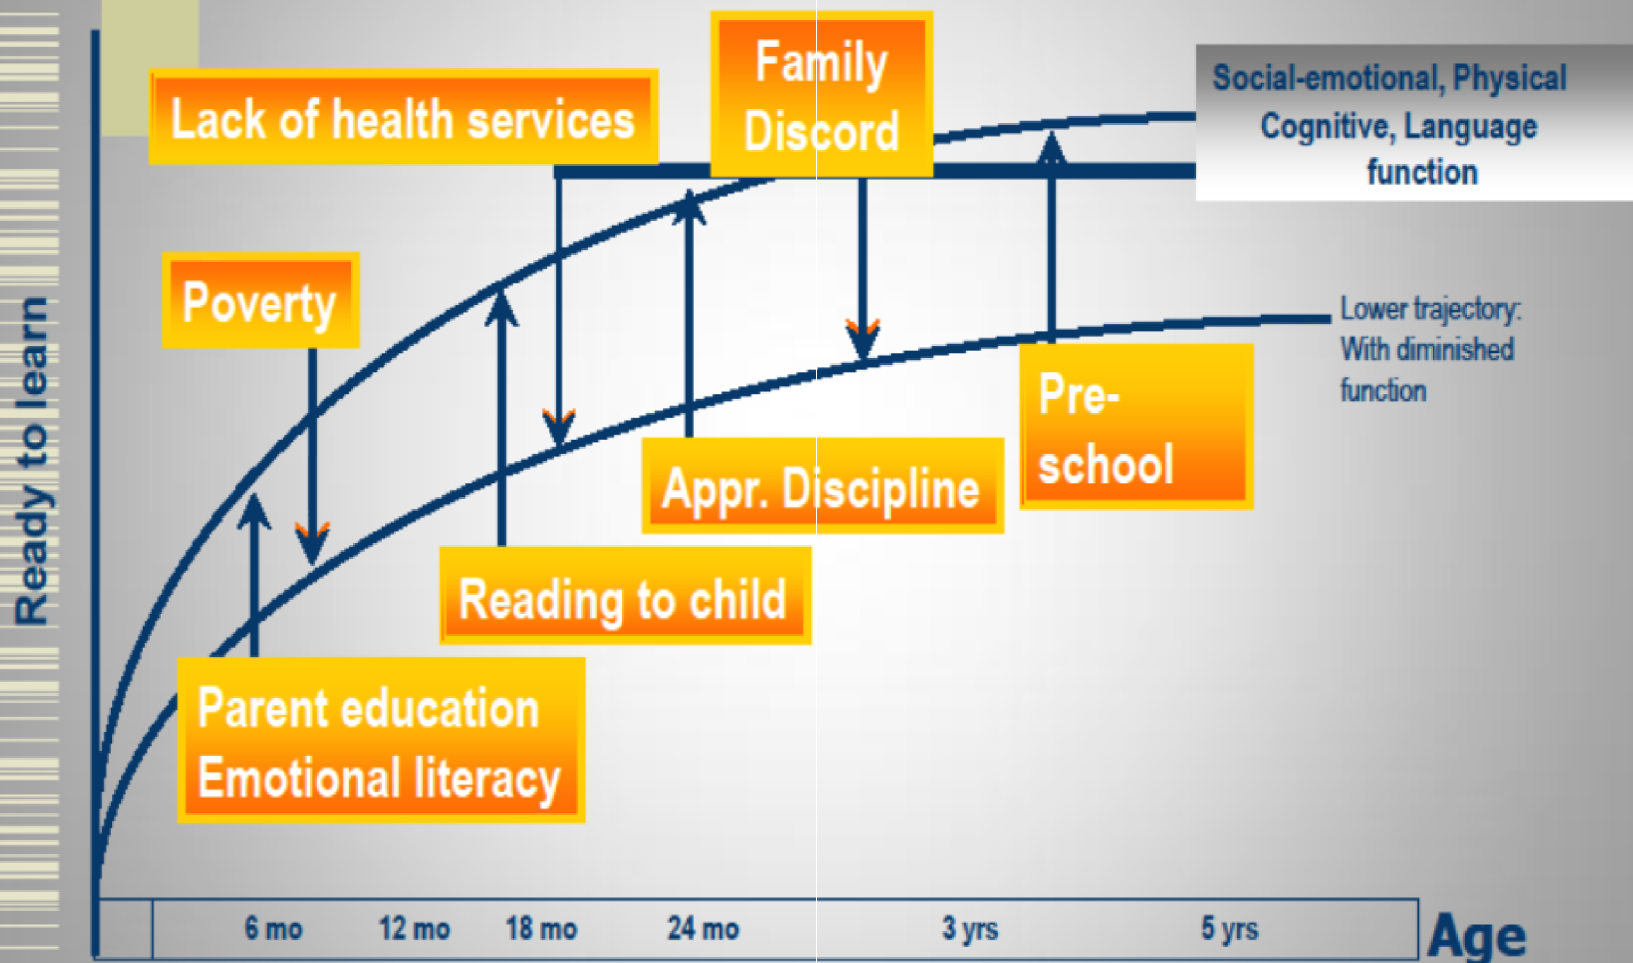 Family
Discord
Lack of health services
Social-emotional, Physical
Cognitive, Language
function
Poverty
Lower trajectory:
With diminished
function
Pre-
school
Appr. Discipline
Reading to child
Parent education
Emotional literacy
Ready to learn
6 mo 12 mo 18 mo 24 mo 3 yrs 5 yrs
Age